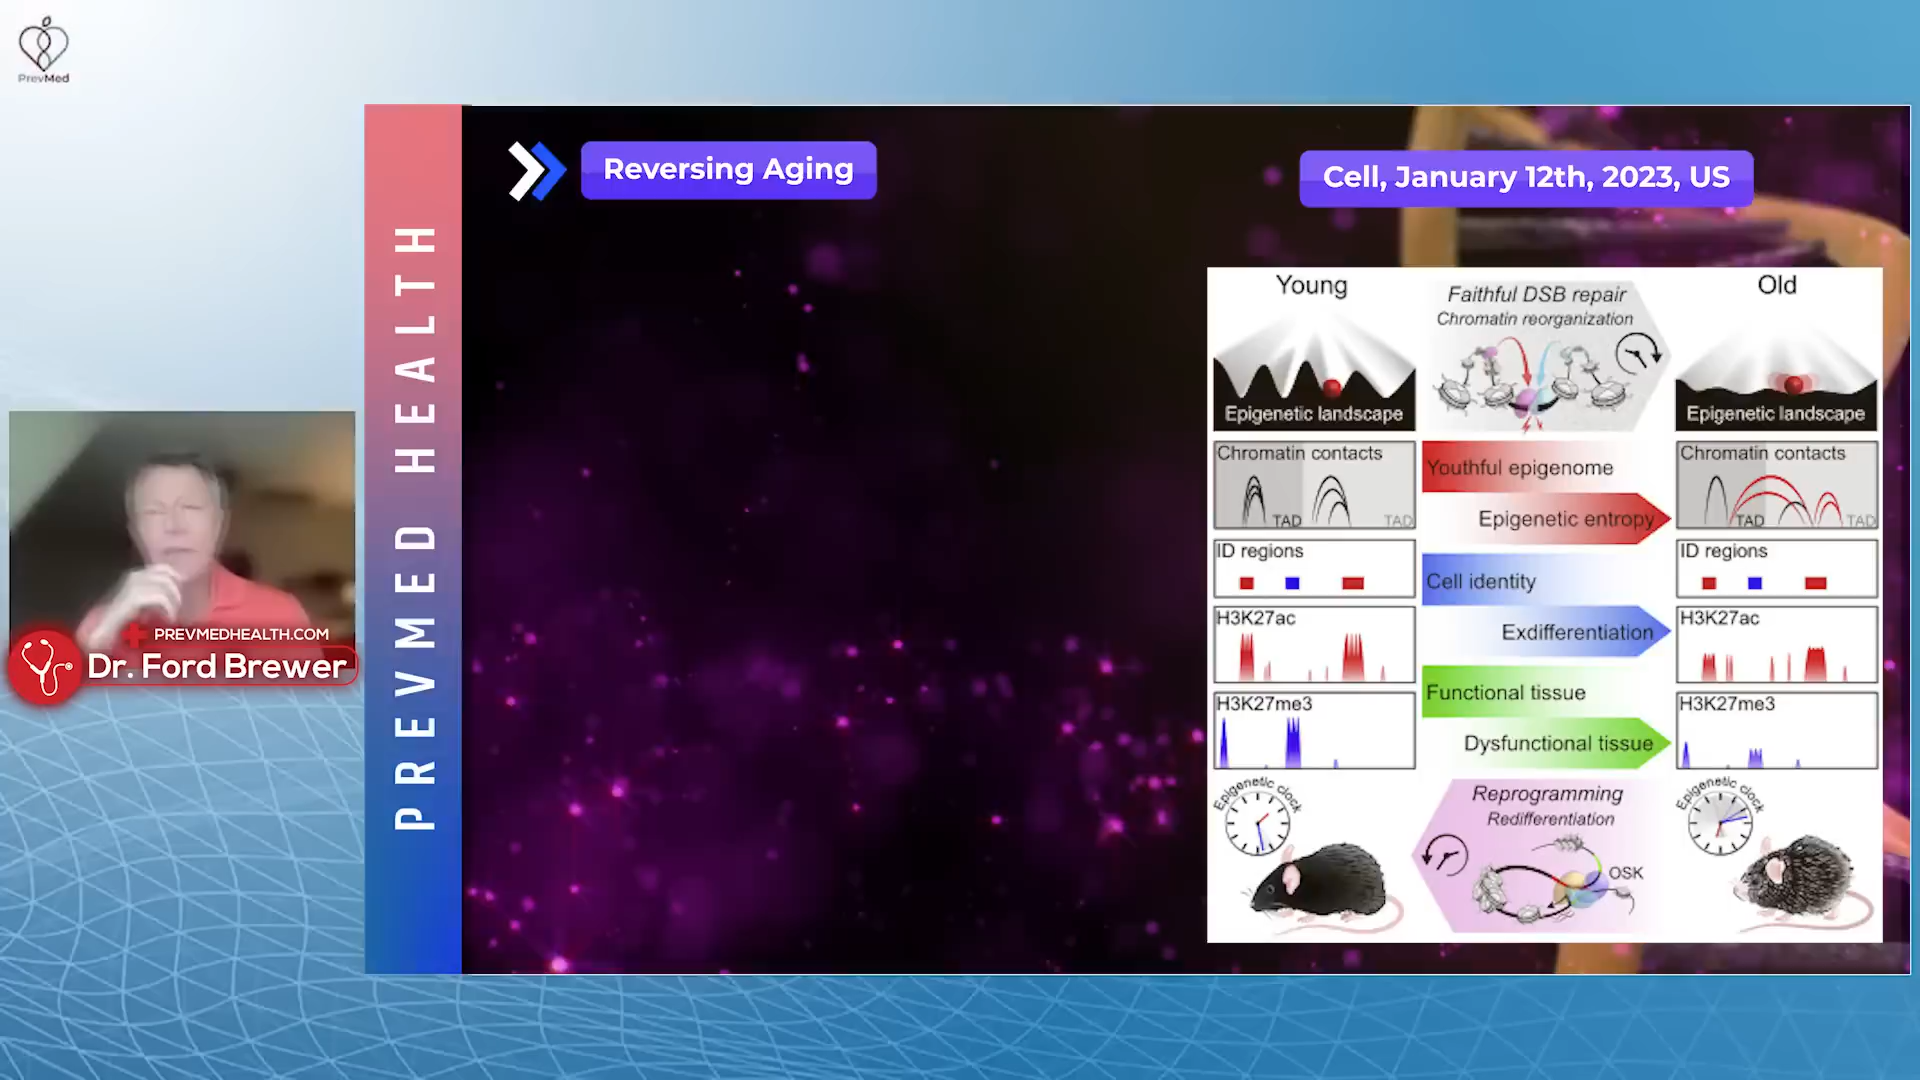 PrevMed
PREVMED HEALTH
Reversing Aging
Cell, January 12th, 2023, US
PREVMEDHEALTH.COM
Dr. Ford Brewer
Young
Faithful DSB repair
Chromatin reorganization
Old
Epigenetic landscape
Epigenetic landscape
Chromatin contacts
TAD
TAD
Youthful epigenome
Epigenetic entropy
Chromatin contacts
TAD
TAD
ID regions
Cell identity
ID regions
H3K27ac
Exdifferentiation
H3K27ac
H3K27me3
Functional tissue
Dysfunctional tissue
H3K27me3
Epigenetic clock
Reprogramming
Redifferentiation
OSK
Epigenetic clock